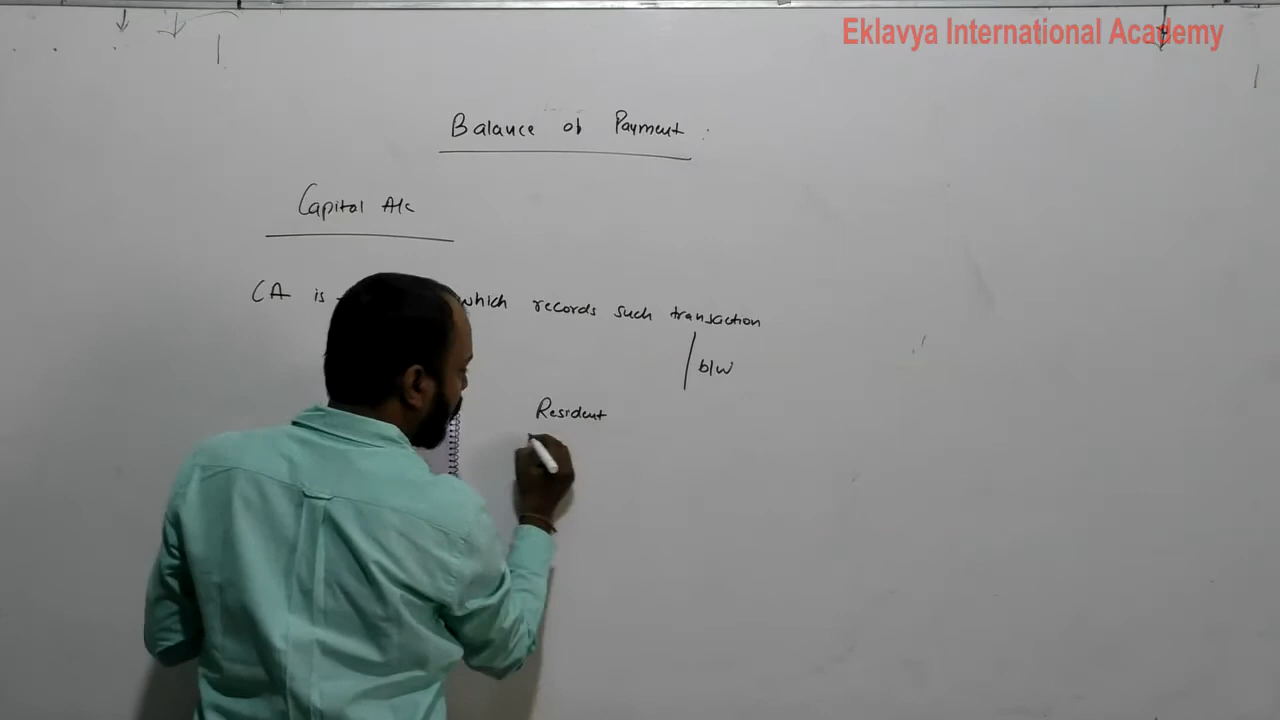 Eklavya International Academy
Balance of Payment
Capital A/c
CA is which records such transaction
b/w
Resident